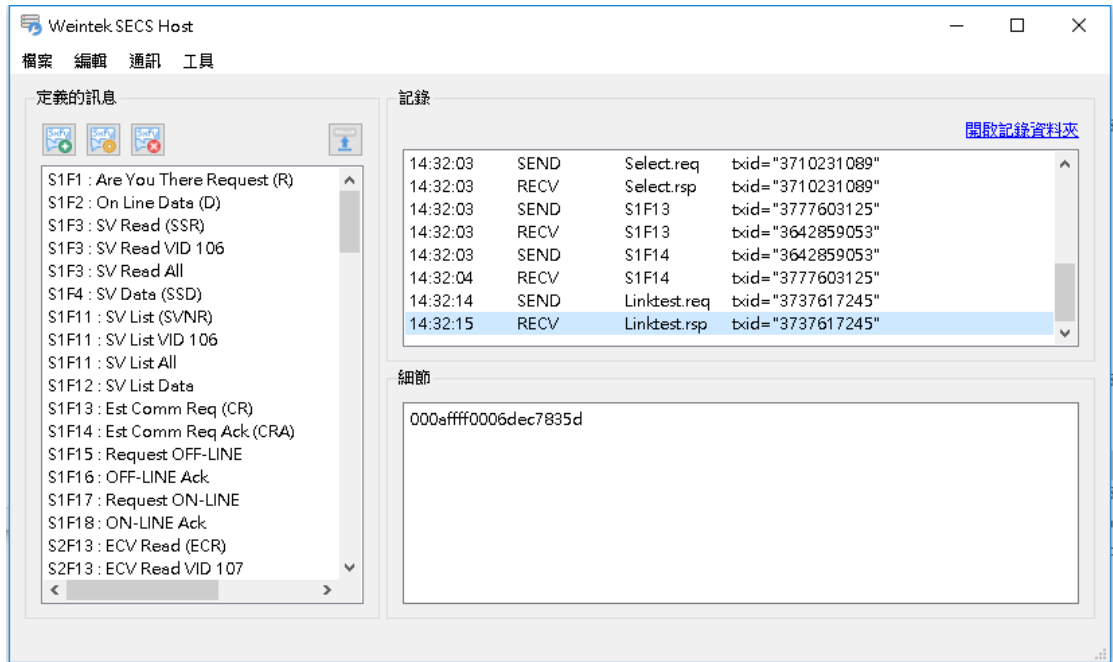 Weintek SECS Host
檔案 編輯 通訊 工具
定義的訊息
S1F1 : Are You There Request (R)
S1F2 : On Line Data (D)
S1F3 : SV Read (SSR)
S1F3 : SV Read VID 106
S1F3 : SV Read All
S1F4 : SV Data (SSD)
S1F11 : SV List (SVNR)
S1F11 : SV List VID 106
S1F11 : SV List All
S1F12 : SV List Data
S1F13 : Est Comm Req (CR)
S1F14 : Est Comm Req Ack (CRA)
S1F15 : Request OFF-LINE
S1F16 : OFF-LINE Ack
S1F17 : Request ON-LINE
S1F18 : ON-LINE Ack
S2F13 : ECV Read (ECR)
S2F13 : ECV Read VID 107
記錄
開啟記錄資料夾
14:32:03 SEND Select.req txid="3710231089"
14:32:03 RECV Select.rsp txid="3710231089"
14:32:03 SEND S1F13 txid="3777603125"
14:32:03 RECV S1F13 txid="3642859053"
14:32:03 SEND S1F14 txid="3642859053"
14:32:04 RECV S1F14 txid="3777603125"
14:32:14 SEND Linktest.req txid="3737617245"
14:32:15 RECV Linktest.rsp txid="3737617245"
細節
000affff0006dec7835d